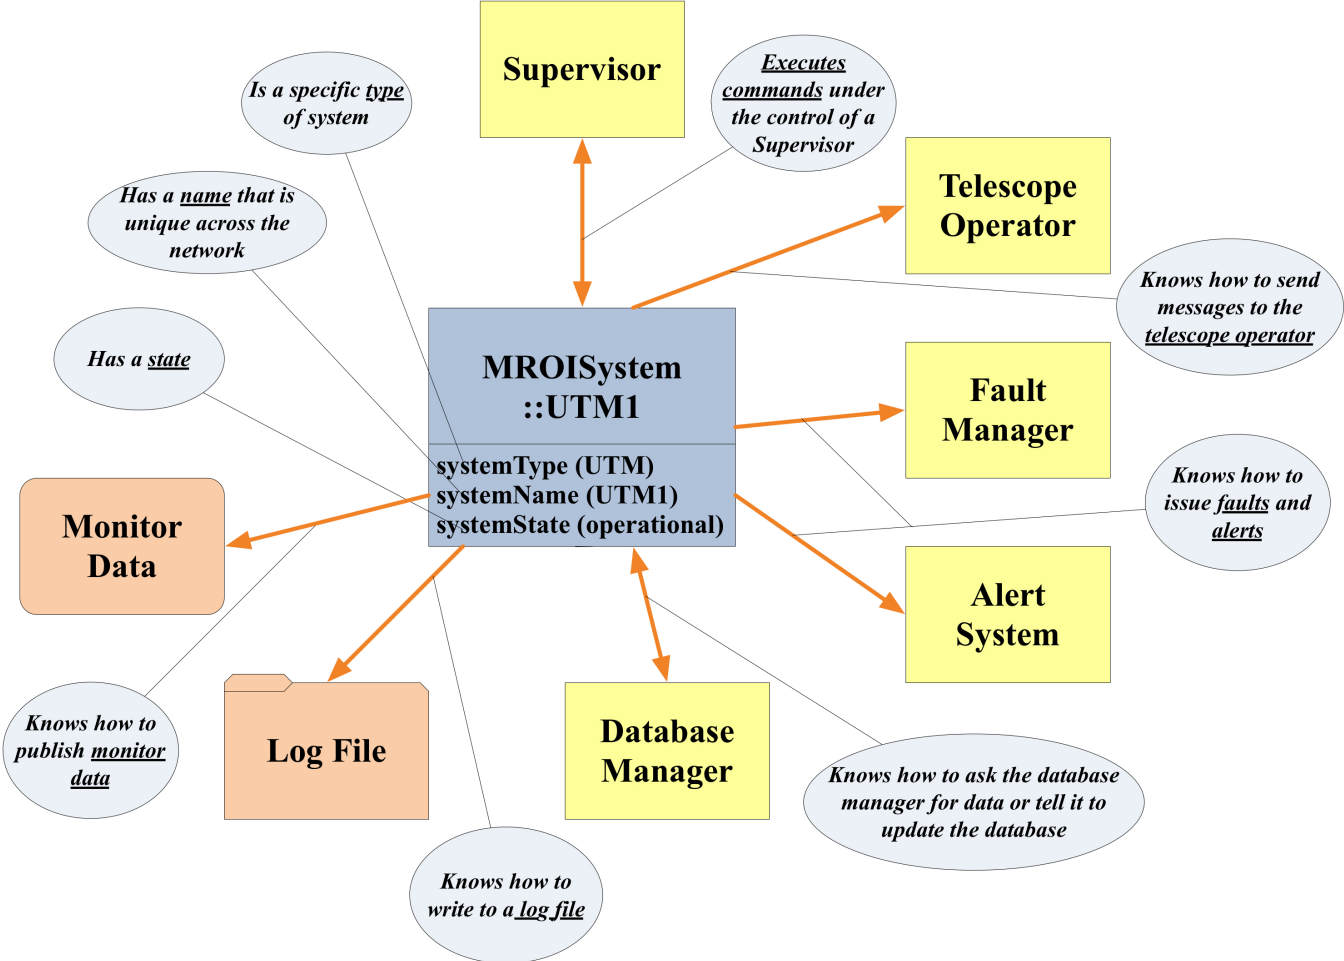 Supervisor
Executes
commands under
the control of a
Supervisor
Is a specific type
of system
Telescope
Operator
Has a name that is
unique across the
network
Knows how to send
messages to the
telescope operator
Has a state
MROISystem
::UTM1
Fault
Manager
systemType (UTM)
systemName (UTM1)
systemState (operational)
Knows how to
issue faults and
alerts
Monitor
Data
Alert
System
Knows how to
publish monitor
data
Log File
Database
Manager
Knows how to ask the database
manager for data or tell it to
update the database
Knows how to
write to a log file